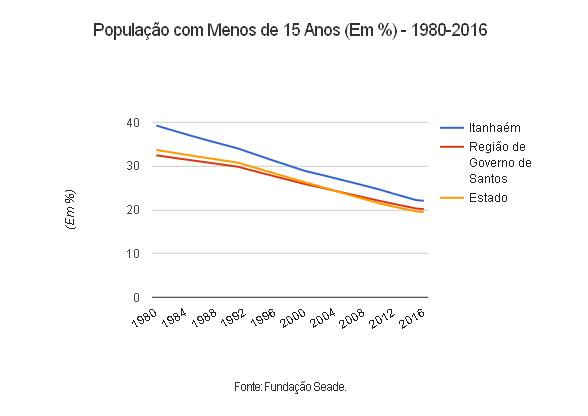 População com Menos de 15 Anos (Em %) - 1980-2016
40
30
20
10
0
(Em %)
1980
1984
1988
1992
1996
2000
2004
2008
2012
2016
Itanhaém
Região de
Governo de
Santos
Estado
Fonte: Fundação Seade.